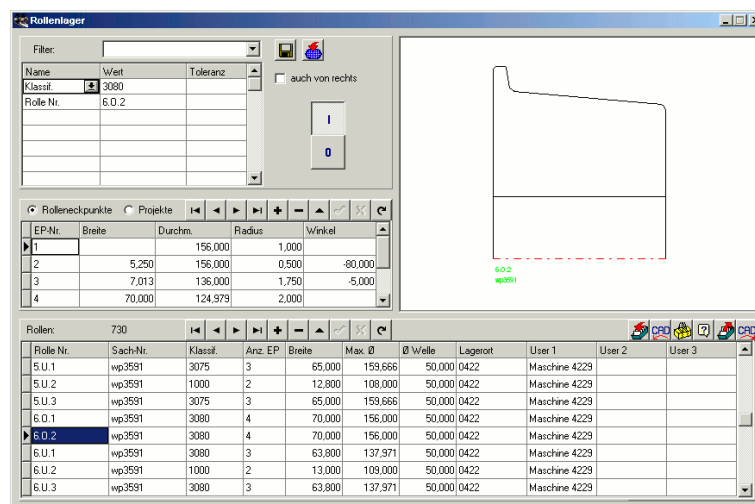 Rollenlager
Filter:
Name Wert Toleranz
Klassif. 3080
Rolle Nr. 6.O.2
auch von rechts
I
O
6.O.2
wp3591
Rolleneckpunkte Projekte
EP-Nr. Breite Durchm. Radius Winkel
1 156,000 1,000
2 5,250 156,000 0,500 -80,000
3 7,013 136,000 1,750 -5,000
4 70,000 124,979 2,000
Rollen: 730
CAD CAD
Rolle Nr. Sach-Nr. Klassif. Anz. EP Breite Max. Ø Ø Welle Lagerort User 1 User 2 User 3
5.U.1 wp3591 3075 3 65,000 159,666 50,000 0422 Maschine 4229
5.U.2 wp3591 1000 2 12,800 108,000 50,000 0422 Maschine 4229
5.U.3 wp3591 3075 3 65,000 159,666 50,000 0422 Maschine 4229
6.O.1 wp3591 3080 4 70,000 156,000 50,000 0422 Maschine 4229
6.O.2 wp3591 3080 4 70,000 156,000 50,000 0422 Maschine 4229
6.U.1 wp3591 3080 3 63,800 137,971 50,000 0422 Maschine 4229
6.U.2 wp3591 1000 2 13,000 109,000 50,000 0422 Maschine 4229
6.U.3 wp3591 3080 3 63,800 137,971 50,000 0422 Maschine 4229